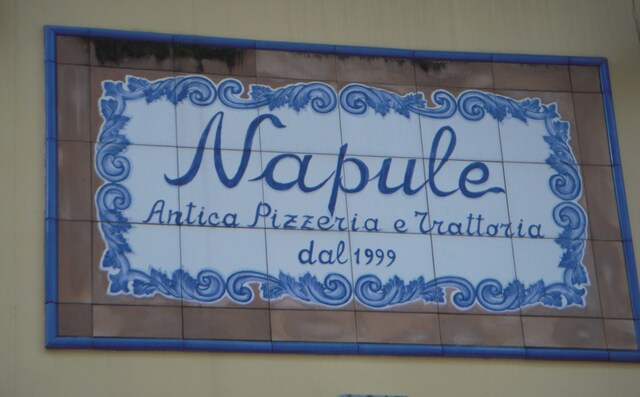 Napule
Antica Pizzeria e Trattoria
dal 1999